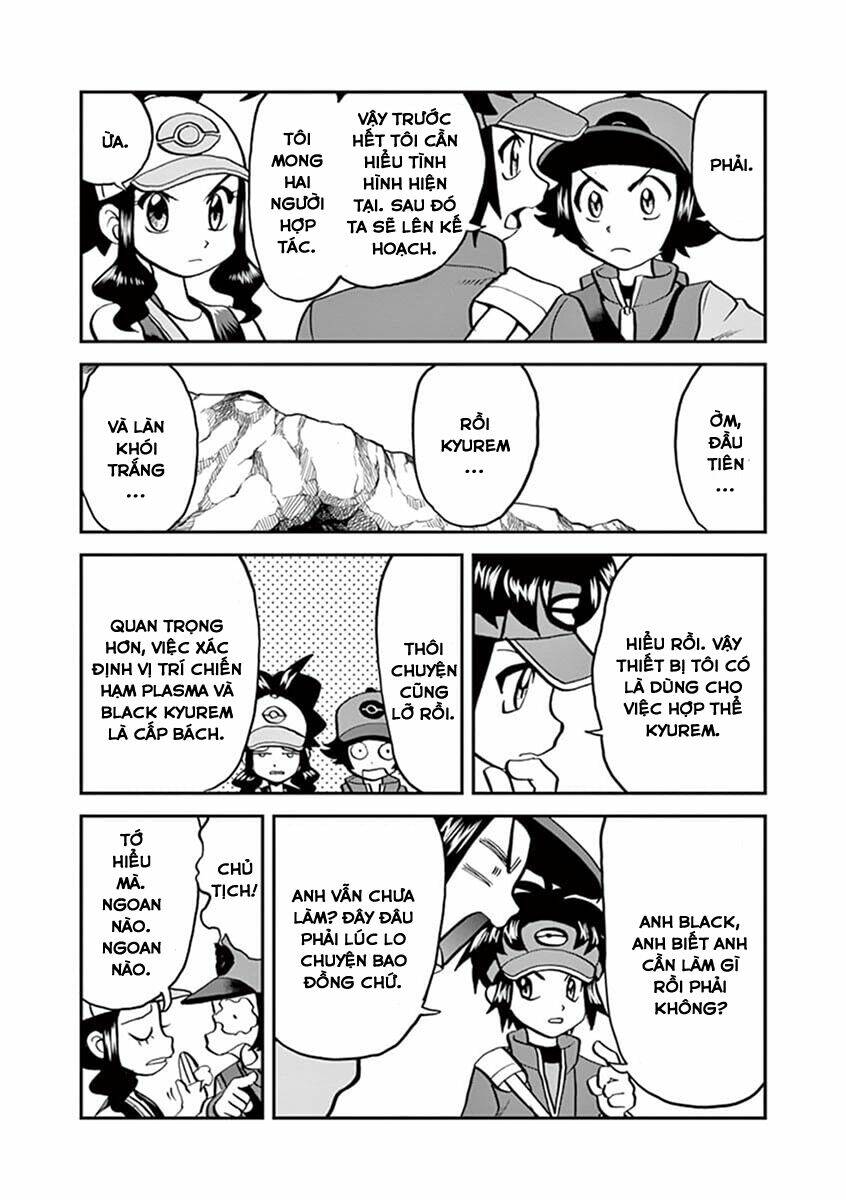 PHẢI.
VẬY TRƯỚC
HẾT TÔI CẦN
HIỂU TÌNH
HÌNH HIỆN
TẠI. SAU ĐÓ
TA SẼ LÊN KẾ
HOẠCH.
TÔI
MONG
HAI
NGƯỜI
HỢP
TÁC.
ỪA.
ỜM,
ĐẦU
TIÊN
...
RỒI
KYUREM
...
VÀ LÀN
KHÓI
TRẮNG
...
HIỂU RỒI. VẬY
THIẾT BỊ TÔI CÓ
LÀ DÙNG CHO
VIỆC HỢP THỂ
KYUREM.
THÔI
CHUYỆN
CŨNG
LỠ RỒI.
QUAN TRỌNG
HƠN, VIỆC XÁC
ĐỊNH VỊ TRÍ CHIẾN
HẠM PLASMA VÀ
BLACK KYUREM
LÀ CẤP BÁCH.
ANH BLACK,
ANH BIẾT ANH
CẦN LÀM GÌ
RỒI PHẢI
KHÔNG?
ANH VẪN CHƯA
LÀM? ĐÂY ĐÂU
PHẢI LÚC LO
CHUYỆN BAO
ĐỒNG CHỨ.
CHỦ
TỊCH!
TỚ
HIỂU
MÀ.
NGOAN
NÀO.
NGOAN
NÀO.